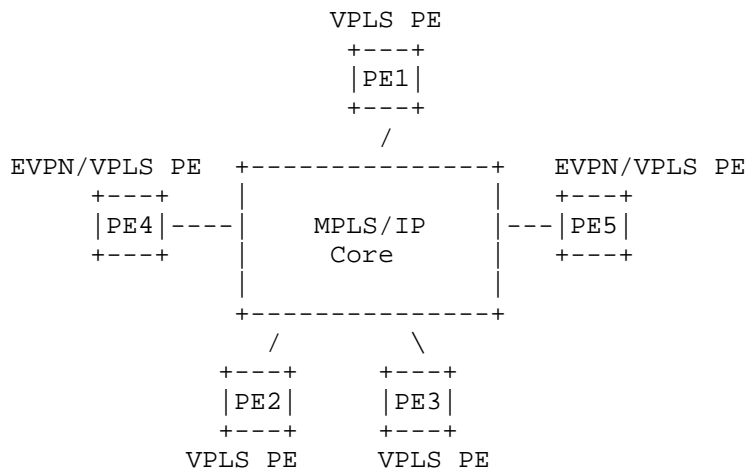 VPLS PE
PE1
EVPN/VPLS PE EVPN/VPLS PE
PE4 MPLS/IP PE5
Core
PE2 PE3
VPLS PE VPLS PE